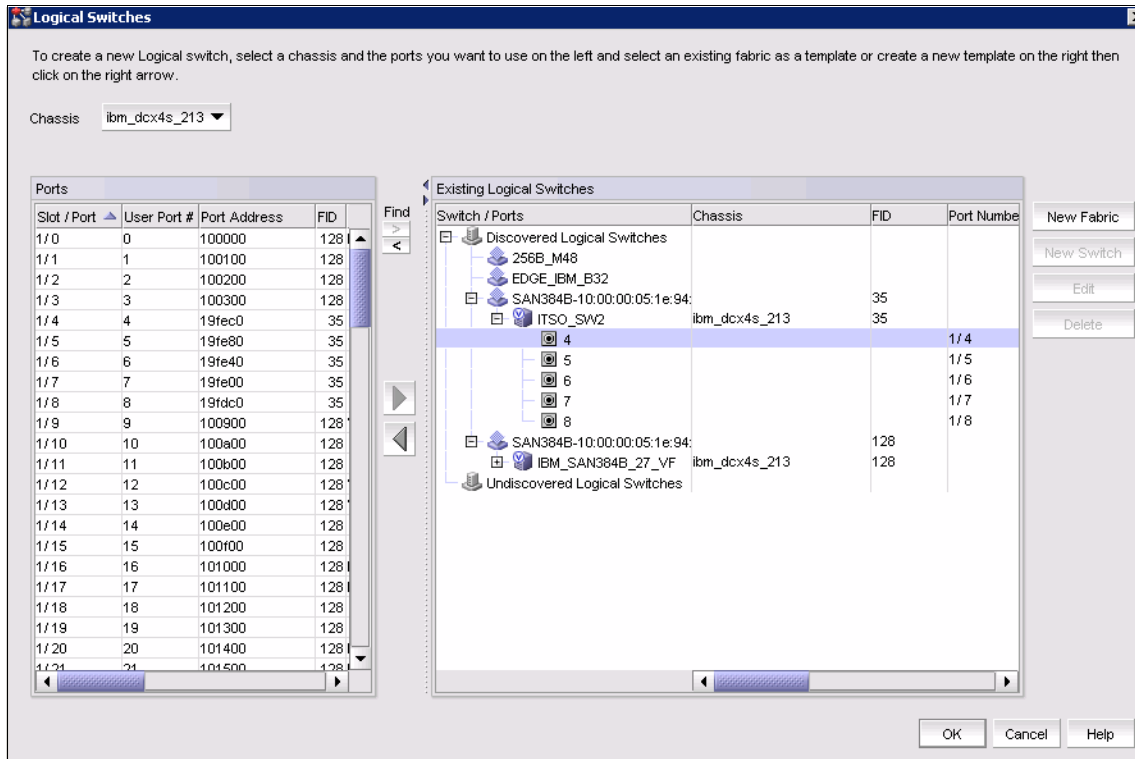 Logical Switches
To create a new Logical switch, select a chassis and the ports you want to use on the left and select an existing fabric as a template or create a new template on the right then
click on the right arrow.
Chassis ibm_dcx4s_213
Ports
Slot / Port User Port # Port Address FID
1/ 0 0 100000 128
1/ 1 1 100100 128
1/ 2 2 100200 128
1/ 3 3 100300 128
1/ 4 4 19fec0 35
1/ 5 5 19fe80 35
1/ 6 6 19fe40 35
1/ 7 7 19fe00 35
1/ 8 8 19fdc0 35
1/ 9 9 100900 128
1/ 10 10 100a00 128
1/ 11 11 100b00 128
1/ 12 12 100c00 128
1/ 13 13 100d00 128
1/ 14 14 100e00 128
1/ 15 15 100f00 128
1/ 16 16 101000 128
1/ 17 17 101100 128
1/ 18 18 101200 128
1/ 19 19 101300 128
1/ 20 20 101400 128
1/ 21 21 101500 128
Find
>
<
Existing Logical Switches
Switch / Ports Chassis FID Port Numbe
Discovered Logical Switches
256B_M48
EDGE_IBM_B32
SAN384B-10:00:00:05:1e:94: 35
ITSO_SW2 ibm_dcx4s_213 35
4 1/ 4
5 1/ 5
6 1/ 6
7 1/ 7
8 1/ 8
SAN384B-10:00:00:05:1e:94: 128
IBM_SAN384B_27_VF ibm_dcx4s_213 128
Undiscovered Logical Switches
New Fabric
New Switch
Edit
Delete
OK Cancel Help